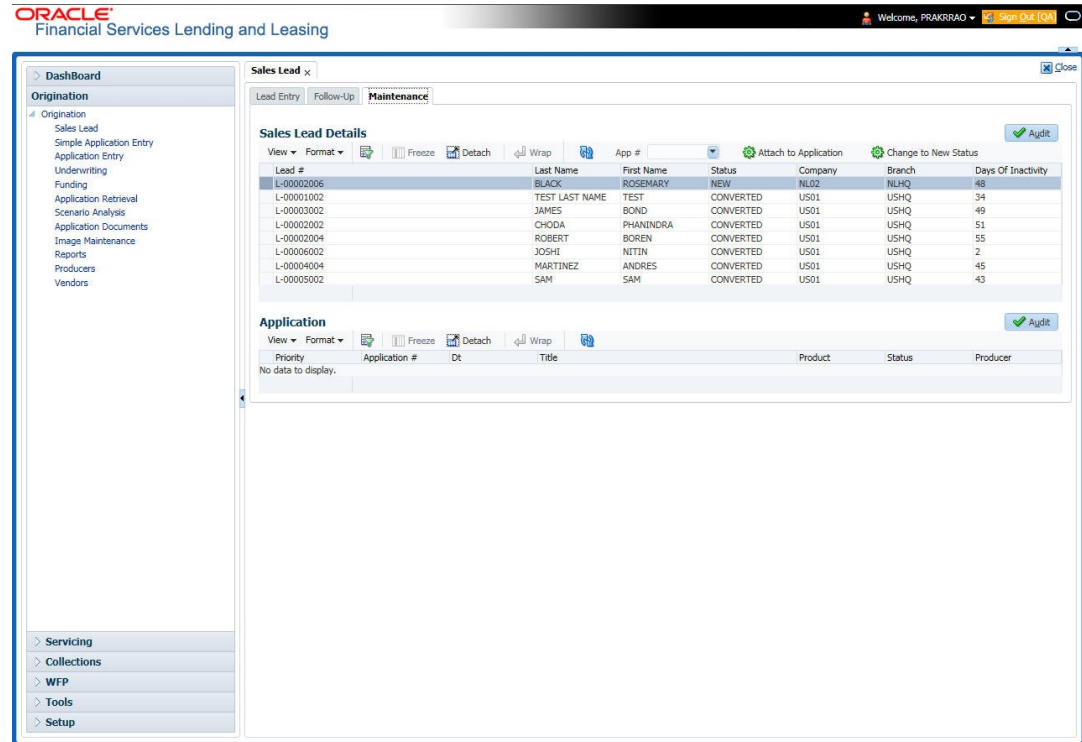 ORACLE
Financial Services Lending and Leasing
Welcome, PRAKRRAO
Sign Out [QA]
Close
DashBoard
Origination
Origination
Sales Lead
Simple Application Entry
Application Entry
Underwriting
Funding
Application Retrieval
Scenario Analysis
Application Documents
Image Maintenance
Reports
Producers
Vendors
Servicing
Collections
WFP
Tools
Setup
Sales Lead x
Lead Entry Follow-Up Maintenance
Sales Lead Details Audit
View Format Freeze Detach Wrap App # Attach to Application Change to New Status
Lead # Last Name First Name Status Company Branch Days Of Inactivity
L-00002006 BLACK ROSEMARY NEW NL02 NLHQ 48
L-00001002 TEST LAST NAME TEST CONVERTED US01 USHQ 34
L-00003002 JAMES BOND CONVERTED US01 USHQ 49
L-00002002 CHODA PHANINDRA CONVERTED US01 USHQ 51
L-00002004 ROBERT BOREN CONVERTED US01 USHQ 55
L-00006002 JOSHI NITIN CONVERTED US01 USHQ 2
L-00004004 MARTINEZ ANDRES CONVERTED US01 USHQ 45
L-00005002 SAM SAM CONVERTED US01 USHQ 43
Application Audit
View Format Freeze Detach Wrap
Priority Application # Dt Title Product Status Producer
No data to display.